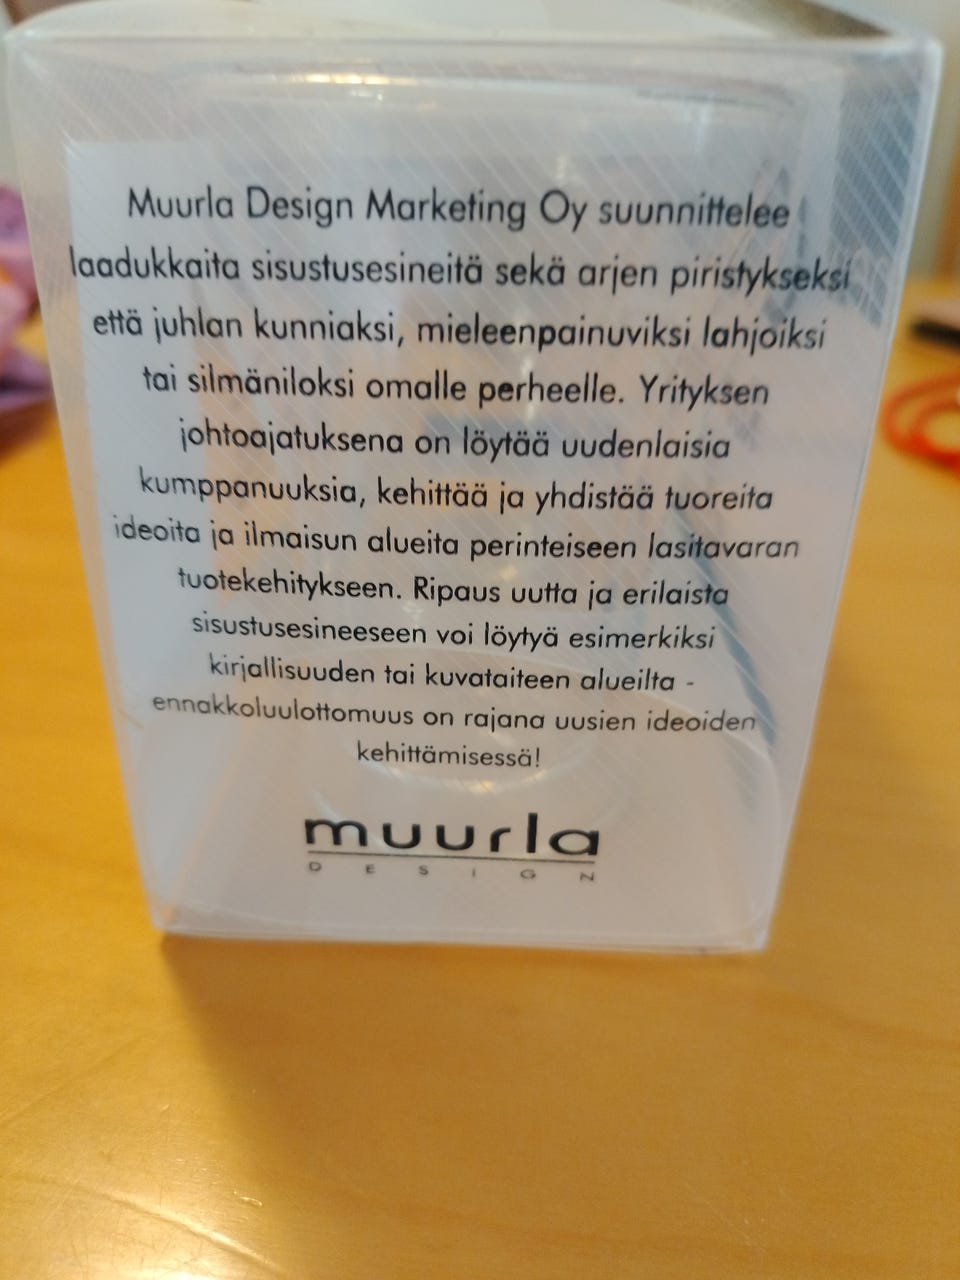 Muurla Design Marketing Oy suunnittelee
laadukkaita sisustusesineitä sekä arjen piristykseksi
että juhlan kunniaksi, mieleenpainuviksi lahjoiksi
tai silmäniloksi omalle perheelle. Yrityksen
johtoajatuksena on löytää uudenlaisia
kumppanuuksia, kehittää ja yhdistää tuoreita
ideoita ja ilmaisun alueita perinteiseen lasitavaran
tuotekehitykseen. Ripaus uutta ja erilaista
sisustusesineeseen voi löytyä esimerkiksi
kirjallisuuden tai kuvataiteen alueilta -
ennakkoluulottomuus on rajana uusien ideoiden
kehittämisessä!
muurla
DESIGN